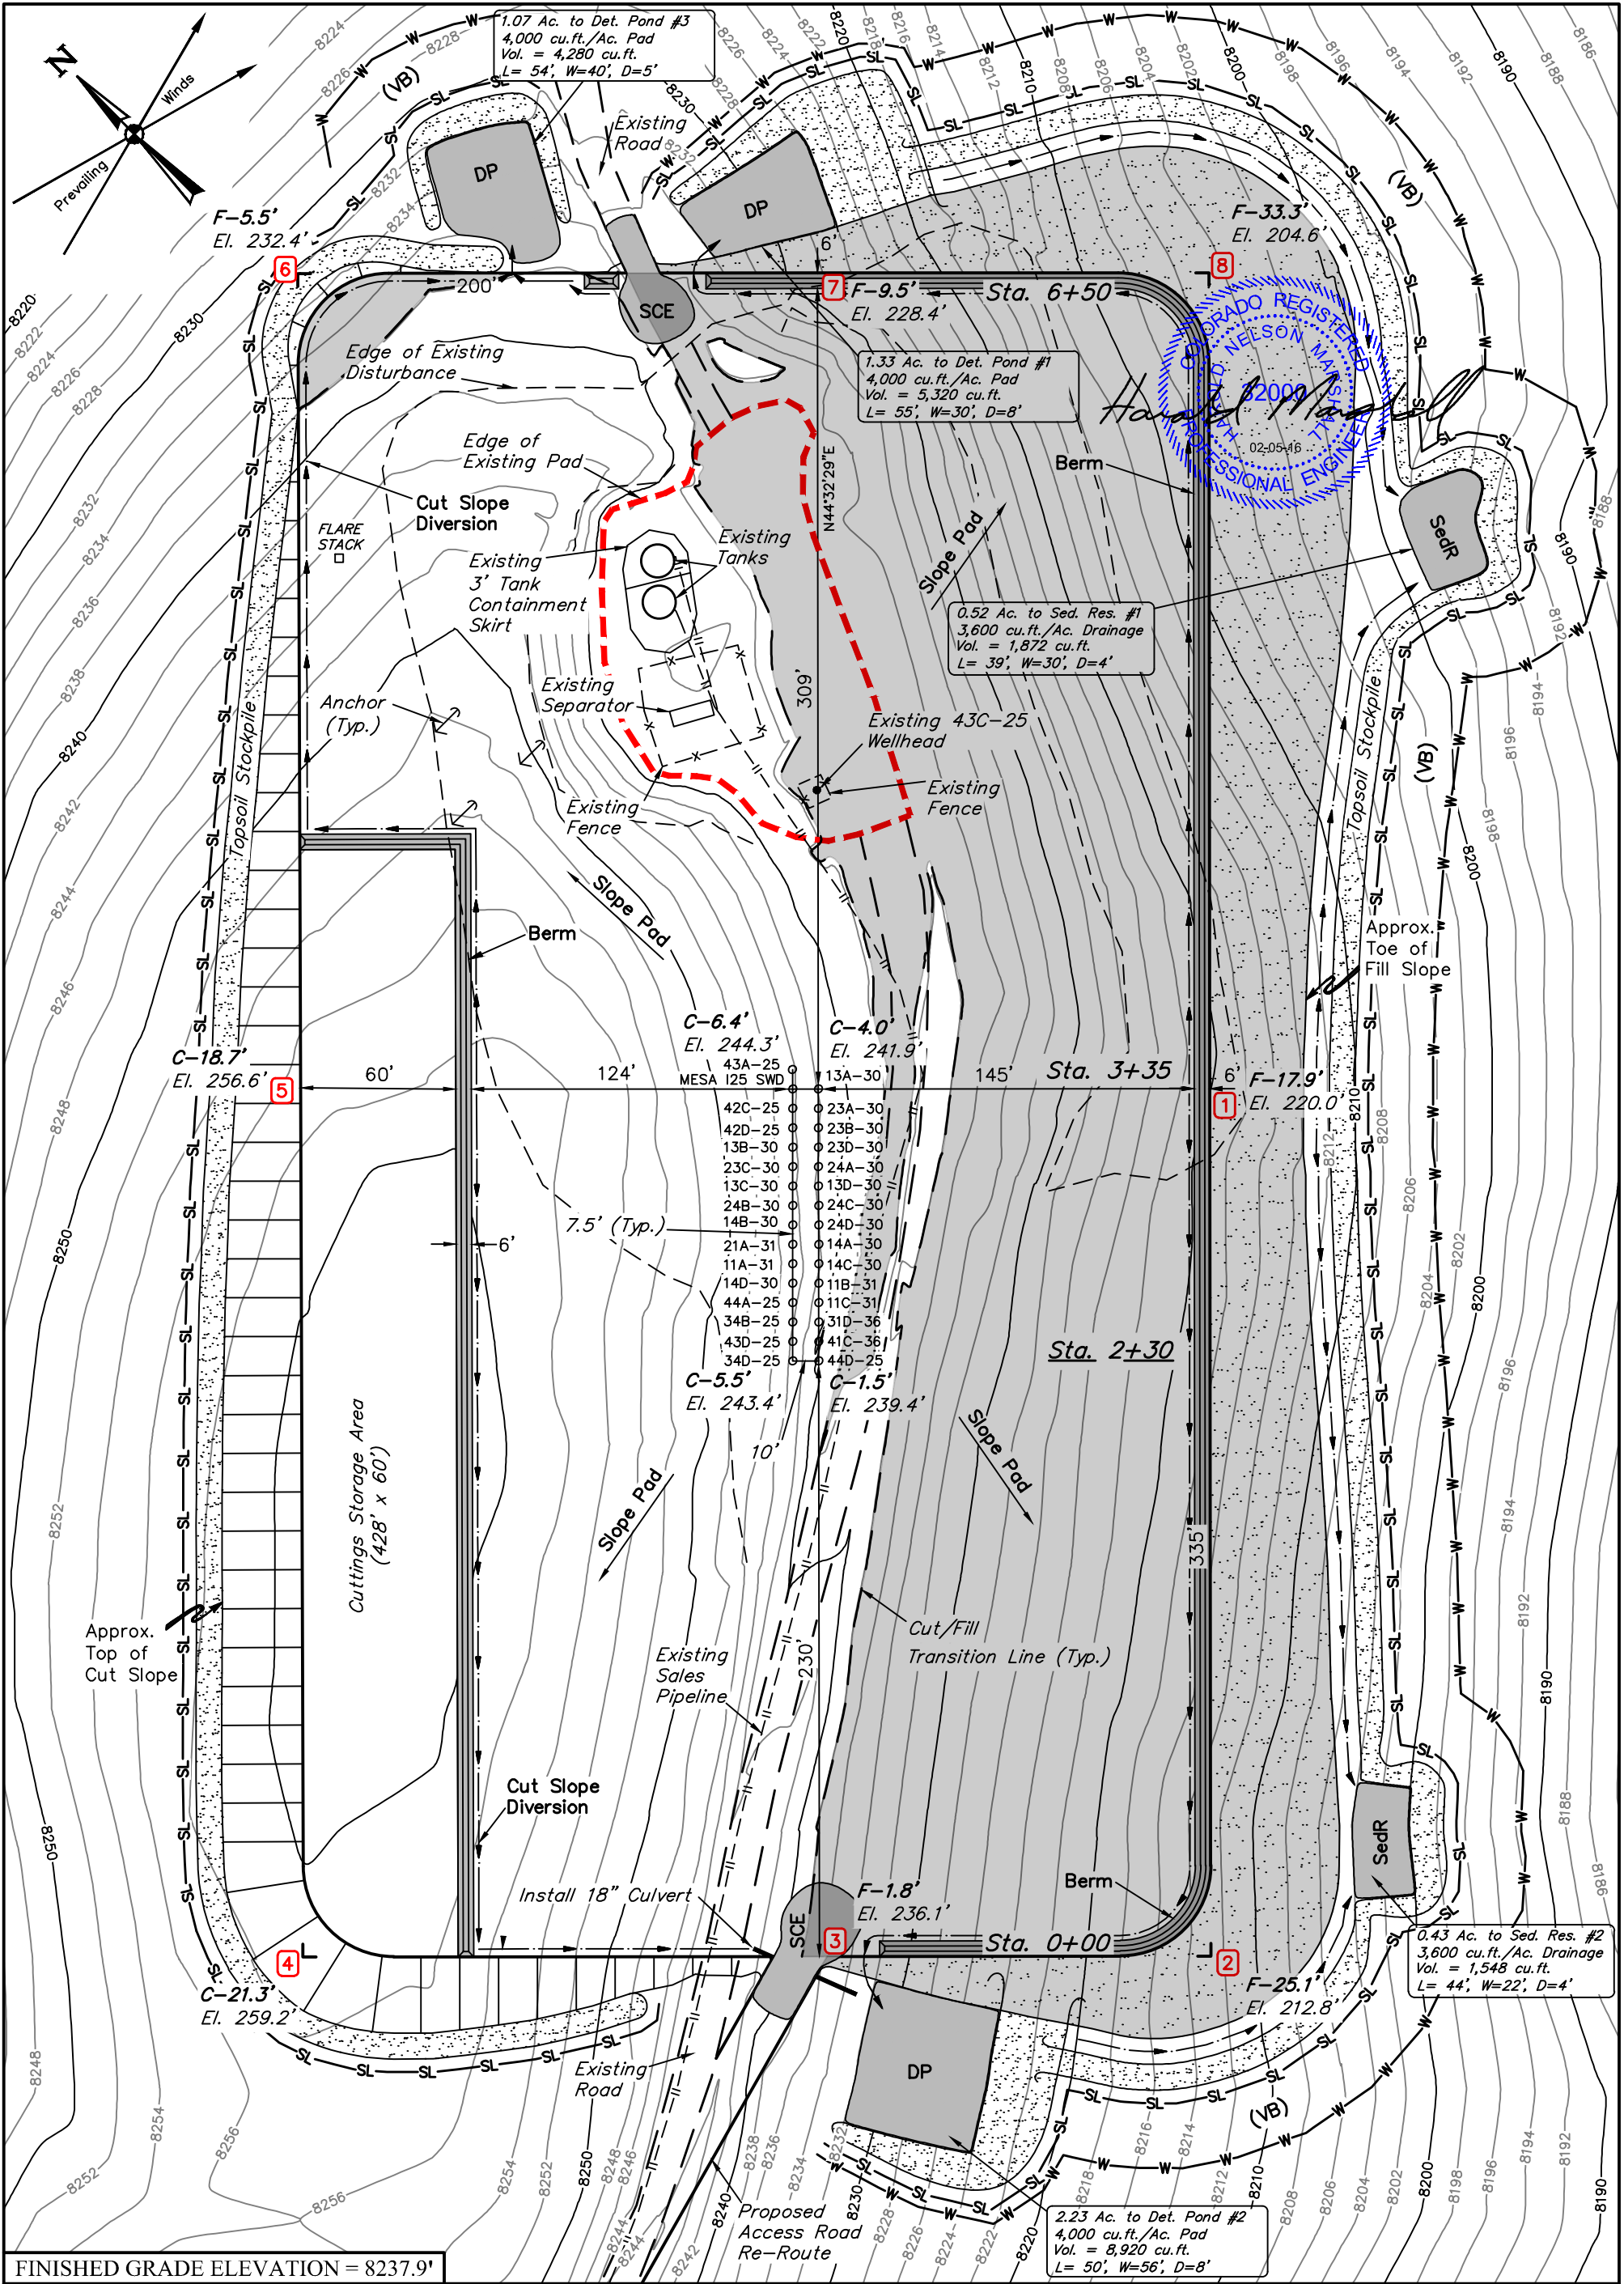 1.07 Ac. to Det. Pond #3
4,000 cu.ft./Ac. Pad
Vol. = 4,280 cu.ft.
L= 54', W=40', D=5'
N
Winds
Prevailing
(VB)
Existing
Road
DP
DP
F-5.5'
El. 232.4'
6
200'
SCE
6'
7
F-9.5'
El. 228.4'
Sta. 6+50
F-33.3'
El. 204.6'
8
(VB)
COLORADO REGISTERED
HARALD NELSON MARSHALL
32000
02-05-16
PROFESSIONAL ENGINEER
Harald Marshall
Edge of Existing
Disturbance
1.33 Ac. to Det. Pond #1
4,000 cu.ft./Ac. Pad
Vol. = 5,320 cu.ft.
L= 55', W=30', D=8'
Edge of
Existing Pad
Berm
N44°32'29"E
Cut Slope
Diversion
FLARE
STACK
Existing
3' Tank
Containment
Skirt
Existing
Tanks
Slope Pad
SedR
0.52 Ac. to Sed. Res. #1
3,600 cu.ft./Ac. Drainage
Vol. = 1,872 cu.ft.
L= 39', W=30', D=4'
Topsoil Stockpile
Anchor
(Typ.)
Existing
Separator
309'
Existing 43C-25
Wellhead
Existing
Fence
Existing
Fence
Topsoil Stockpile
(VB)
Slope Pad
Berm
Approx.
Toe of
Fill Slope
C-6.4'
El. 244.3'
C-4.0'
El. 241.9'
C-18.7'
El. 256.6'
5
60'
124'
145'
Sta. 3+35
6'
F-17.9'
El. 220.0'
1
43A-25
MESA I25 SWD
13A-30
42C-25
23A-30
42D-25
23B-30
13B-30
23D-30
23C-30
24A-30
13C-30
13D-30
24B-30
24C-30
14B-30
24D-30
21A-31
14A-30
11A-31
14C-30
14D-30
11B-31
44A-25
11C-31
34B-25
31D-36
43D-25
41C-36
34D-25
44D-25
7.5' (Typ.)
6'
C-5.5'
El. 243.4'
C-1.5'
El. 239.4'
10'
Sta. 2+30
Cuttings Storage Area
(428' x 60')
Slope Pad
Slope Pad
335'
Approx.
Top of
Cut Slope
Existing
Sales
Pipeline
230'
Cut/Fill
Transition Line (Typ.)
Cut Slope
Diversion
Install 18" Culvert
SCE
3
F-1.8'
El. 236.1'
Berm
Sta. 0+00
SedR
0.43 Ac. to Sed. Res. #2
3,600 cu.ft./Ac. Drainage
Vol. = 1,548 cu.ft.
L= 44', W=22', D=4'
4
C-21.3'
El. 259.2'
2
F-25.1'
El. 212.8'
DP
Existing
Road
(VB)
Proposed
Access Road
Re-Route
2.23 Ac. to Det. Pond #2
4,000 cu.ft./Ac. Pad
Vol. = 8,920 cu.ft.
L= 50', W=56', D=8'
FINISHED GRADE ELEVATION = 8237.9'